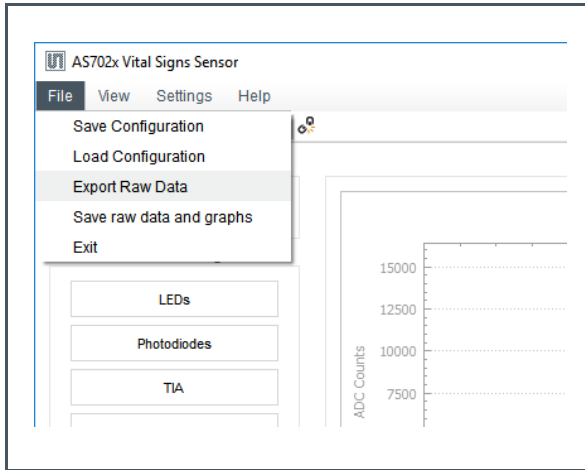 AS702x Vital Signs Sensor
File View Settings Help
Save Configuration
Load Configuration
Export Raw Data
Save raw data and graphs
Exit
LEDs
Photodiodes
TIA
15000
12500
10000
7500
ADC Counts